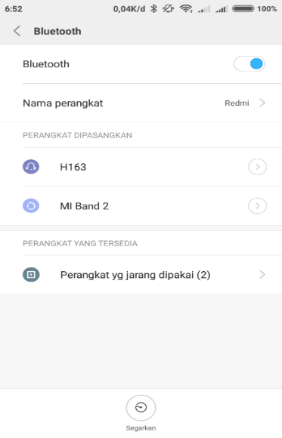 6:52 0,04K/d 100%
Bluetooth
Bluetooth
Nama perangkat Redmi
PERANGKAT DIPASANGKAN
H163
MI Band 2
PERANGKAT YANG TERSEDIA
Perangkat yg jarang dipakai (2)
Segarkan